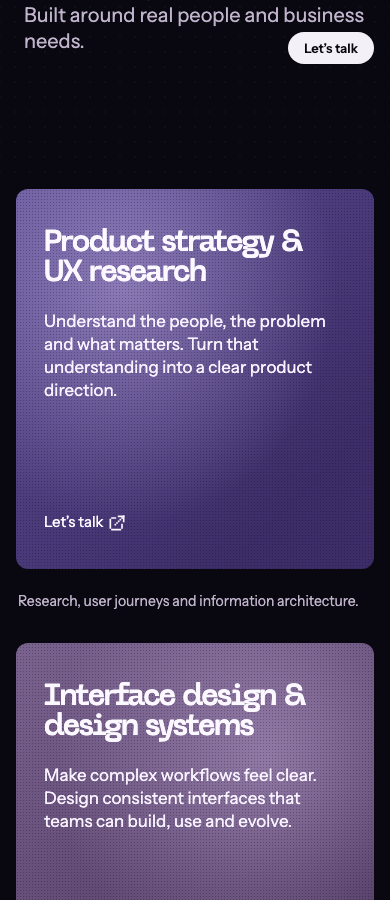 Built around real people and business
needs.
Let's talk
Product strategy &
UX research
Understand the people, the problem
and what matters. Turn that
understanding into a clear product
direction.
Let's talk
Research, user journeys and information architecture.
Interface design &
design systems
Make complex workflows feel clear.
Design consistent interfaces that
teams can build, use and evolve.